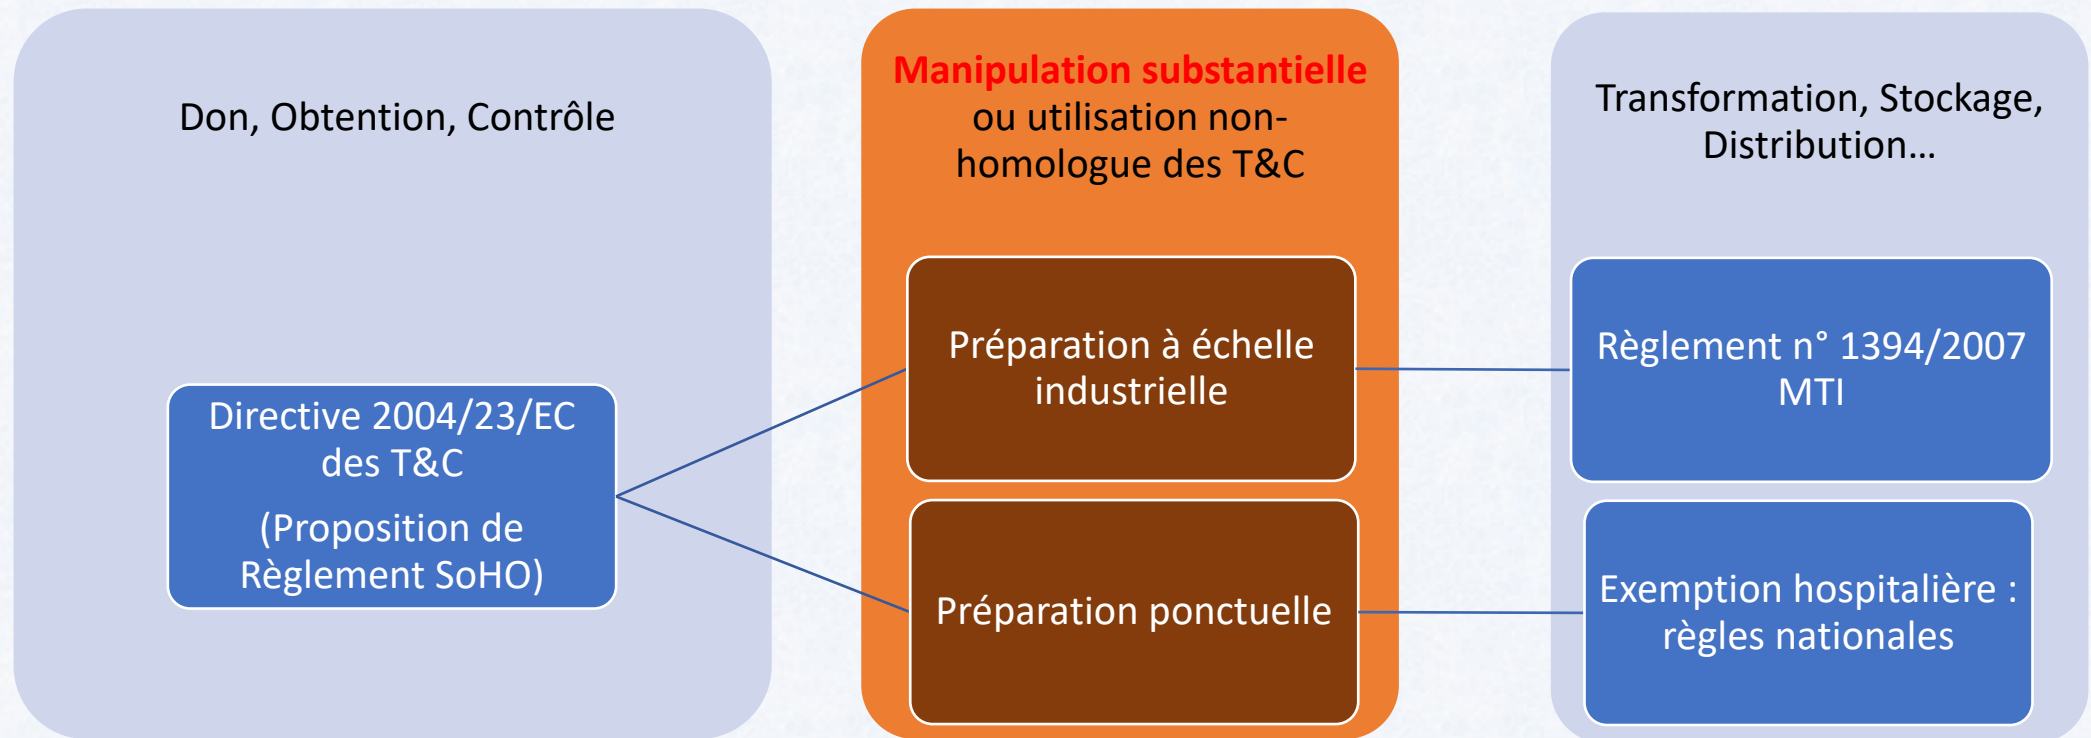 Don, Obtention, Contrôle
Directive 2004/23/EC
des T&C
(Proposition de
Règlement SoHO)
Manipulation substantielle
ou utilisation non-
homologue des T&C
Préparation à échelle
industrielle
Préparation ponctuelle
Transformation, Stockage,
Distribution…
Règlement n° 1394/2007
MTI
Exemption hospitalière :
règles nationales